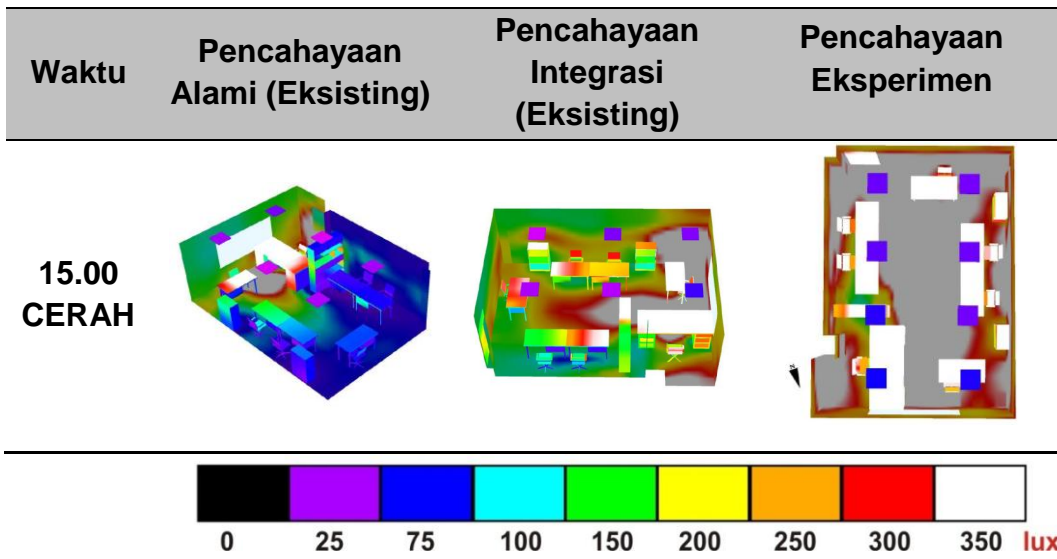 Waktu
Pencahayaan
Alami (Eksisting)
Pencahayaan
Integrasi
(Eksisting)
Pencahayaan
Eksperimen
15.00
CERAH
0 25 75 100 150 200 250 300 350 lux